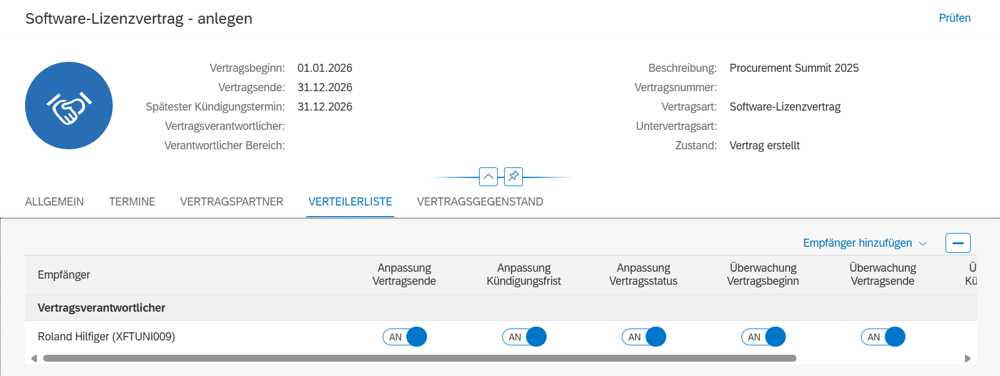 Software-Lizenzvertrag - anlegen
Prüfen
Vertragsbeginn: 01.01.2026
Vertragsende: 31.12.2026
Spätester Kündigungstermin: 31.12.2026
Vertragsverantwortlicher:
Verantwortlicher Bereich:
Beschreibung: Procurement Summit 2025
Vertragsnummer:
Vertragsart: Software-Lizenzvertrag
Untervertragsart:
Zustand: Vertrag erstellt
ALLGEMEIN TERMINE VERTRAGSPARTNER VERTEILERLISTE VERTRAGSGEGENSTAND
Empfänger hinzufügen
Empfänger
Anpassung
Vertragsende
Anpassung
Kündigungsfrist
Anpassung
Vertragsstatus
Überwachung
Vertragsbeginn
Überwachung
Vertragsende
Ü
Kü
Vertragsverantwortlicher
Roland Hilfiger (XFTUNI009) AN AN AN AN AN